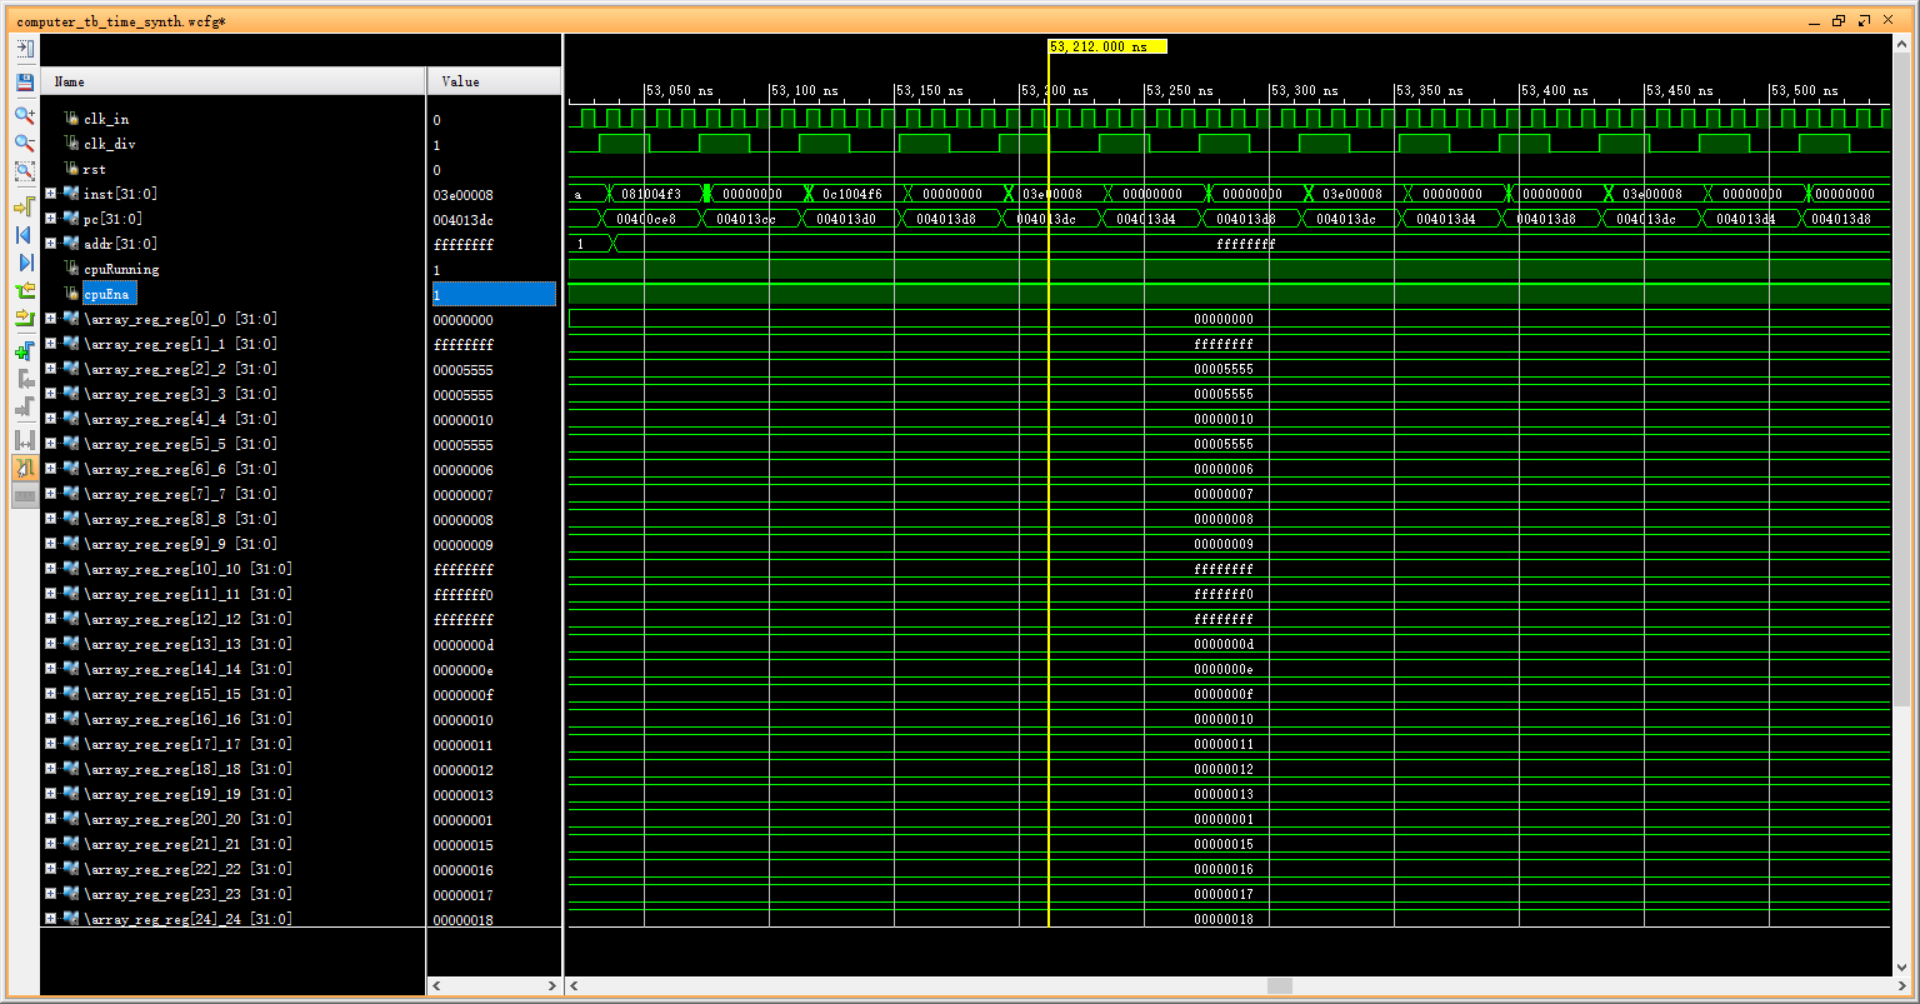 computer_tb_time_synth.wcfg*
53,212.000 ns
Name Value
53,050 ns 53,100 ns 53,150 ns 53,200 ns 53,250 ns 53,300 ns 53,350 ns 53,400 ns 53,450 ns 53,500 ns
clk_in 0
clk_div 1
rst 0
inst[31:0] 03e00008 a 081004f3 00000000 0c1004f6 00000000 03e00008 00000000 00000000 03e00008 00000000 00000000 03e00008 00000000 00000000
pc[31:0] 004013dc 00400ce8 004013cc 004013d0 004013d8 004013dc 004013d4 004013d8 004013dc 004013d4 004013d8 004013dc 004013d4 004013d8
addr[31:0] ffffffff 1 ffffffff
cpuRunning 1
cpuEna 1
\array_reg_reg[0]_0 [31:0] 00000000 00000000
\array_reg_reg[1]_1 [31:0] ffffffff ffffffff
\array_reg_reg[2]_2 [31:0] 00005555 00005555
\array_reg_reg[3]_3 [31:0] 00005555 00005555
\array_reg_reg[4]_4 [31:0] 00000010 00000010
\array_reg_reg[5]_5 [31:0] 00005555 00005555
\array_reg_reg[6]_6 [31:0] 00000006 00000006
\array_reg_reg[7]_7 [31:0] 00000007 00000007
\array_reg_reg[8]_8 [31:0] 00000008 00000008
\array_reg_reg[9]_9 [31:0] 00000009 00000009
\array_reg_reg[10]_10 [31:0] ffffffff ffffffff
\array_reg_reg[11]_11 [31:0] fffffff0 fffffff0
\array_reg_reg[12]_12 [31:0] ffffffff ffffffff
\array_reg_reg[13]_13 [31:0] 0000000d 0000000d
\array_reg_reg[14]_14 [31:0] 0000000e 0000000e
\array_reg_reg[15]_15 [31:0] 0000000f 0000000f
\array_reg_reg[16]_16 [31:0] 00000010 00000010
\array_reg_reg[17]_17 [31:0] 00000011 00000011
\array_reg_reg[18]_18 [31:0] 00000012 00000012
\array_reg_reg[19]_19 [31:0] 00000013 00000013
\array_reg_reg[20]_20 [31:0] 00000001 00000001
\array_reg_reg[21]_21 [31:0] 00000015 00000015
\array_reg_reg[22]_22 [31:0] 00000016 00000016
\array_reg_reg[23]_23 [31:0] 00000017 00000017
\array_reg_reg[24]_24 [31:0] 00000018 00000018